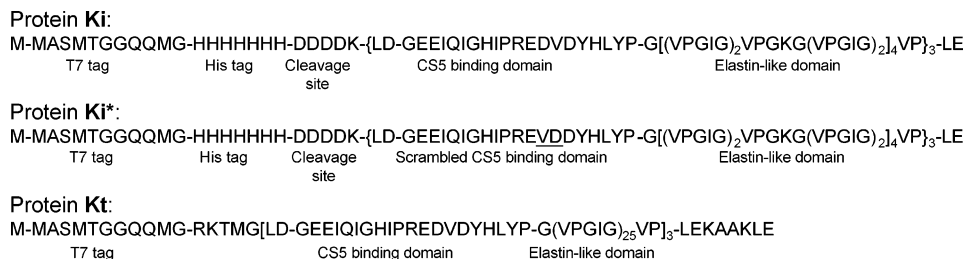 Protein Ki:
M-MASMTGGQQMG-HHHHHHH-DDDDK-{LD-GEEIQIGHIPREDVDYHLYP-G[(VPGIG)₂VPGKG(VPGIG)₂]₄VP}₃-LE
T7 tag His tag Cleavage CS5 binding domain Elastin-like domain
site
Protein Ki*:
M-MASMTGGQQMG-HHHHHHH-DDDDK-{LD-GEEIQIGHIPREVDDYHLYP-G[(VPGIG)₂VPGKG(VPGIG)₂]₄VP}₃-LE
T7 tag His tag Cleavage Scrambled CS5 binding domain Elastin-like domain
site
Protein Kt:
M-MASMTGGQQMG-RKTMG[LD-GEEIQIGHIPREDVDYHLYP-G(VPGIG)₂₅VP]₃-LEKAAKLE
T7 tag CS5 binding domain Elastin-like domain